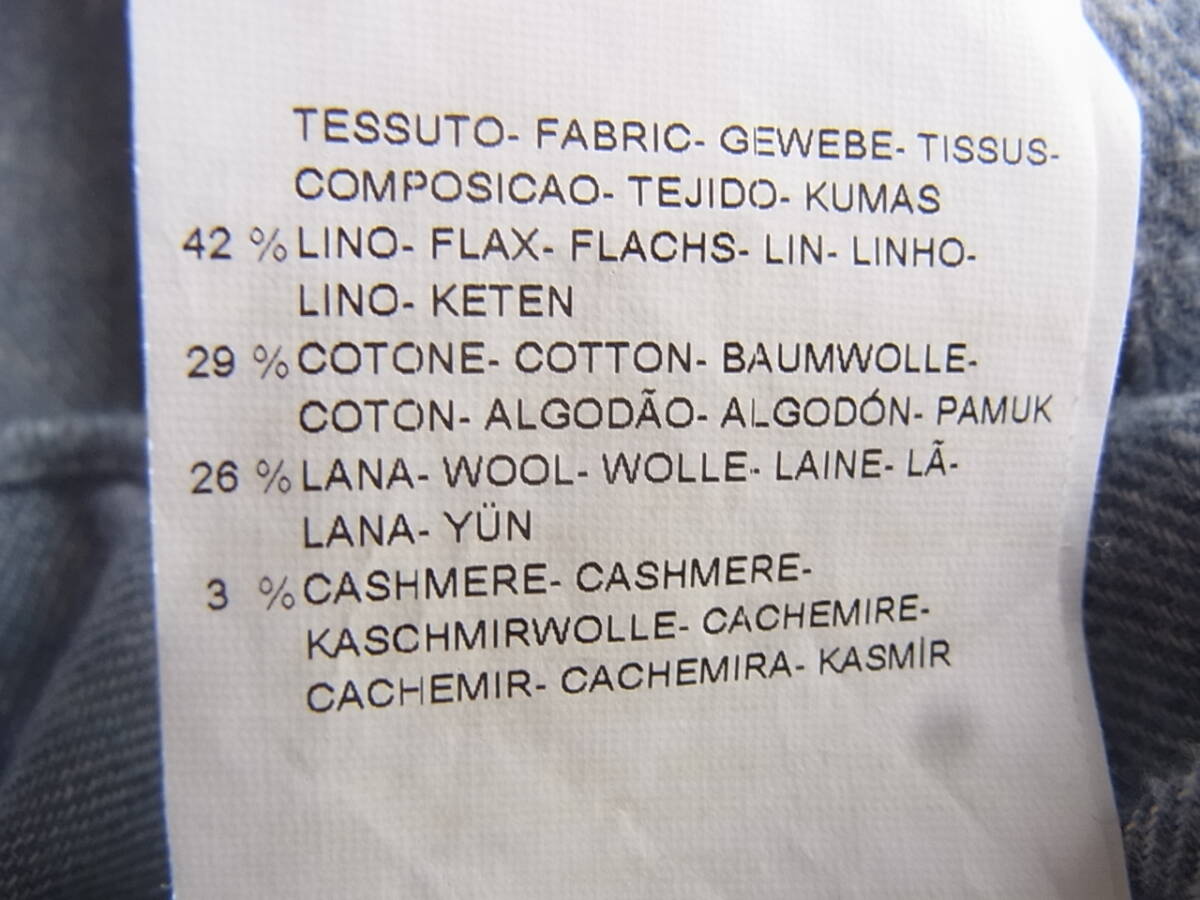 TESSUTO- FABRIC- GEWEBE- TISSUS-
COMPOSICAO- TEJIDO- KUMAS
42 % LINO- FLAX- FLACHS- LIN- LINHO-
LINO- KETEN
29 % COTONE- COTTON- BAUMWOLLE-
COTON- ALGODÃO- ALGODÓN- PAMUK
26 % LANA- WOOL- WOLLE- LAINE- LÃ-
LANA- YÜN
3 % CASHMERE- CASHMERE-
KASCHMIRWOLLE- CACHEMIRE-
CACHEMIR- CACHEMIRA- KASMİR